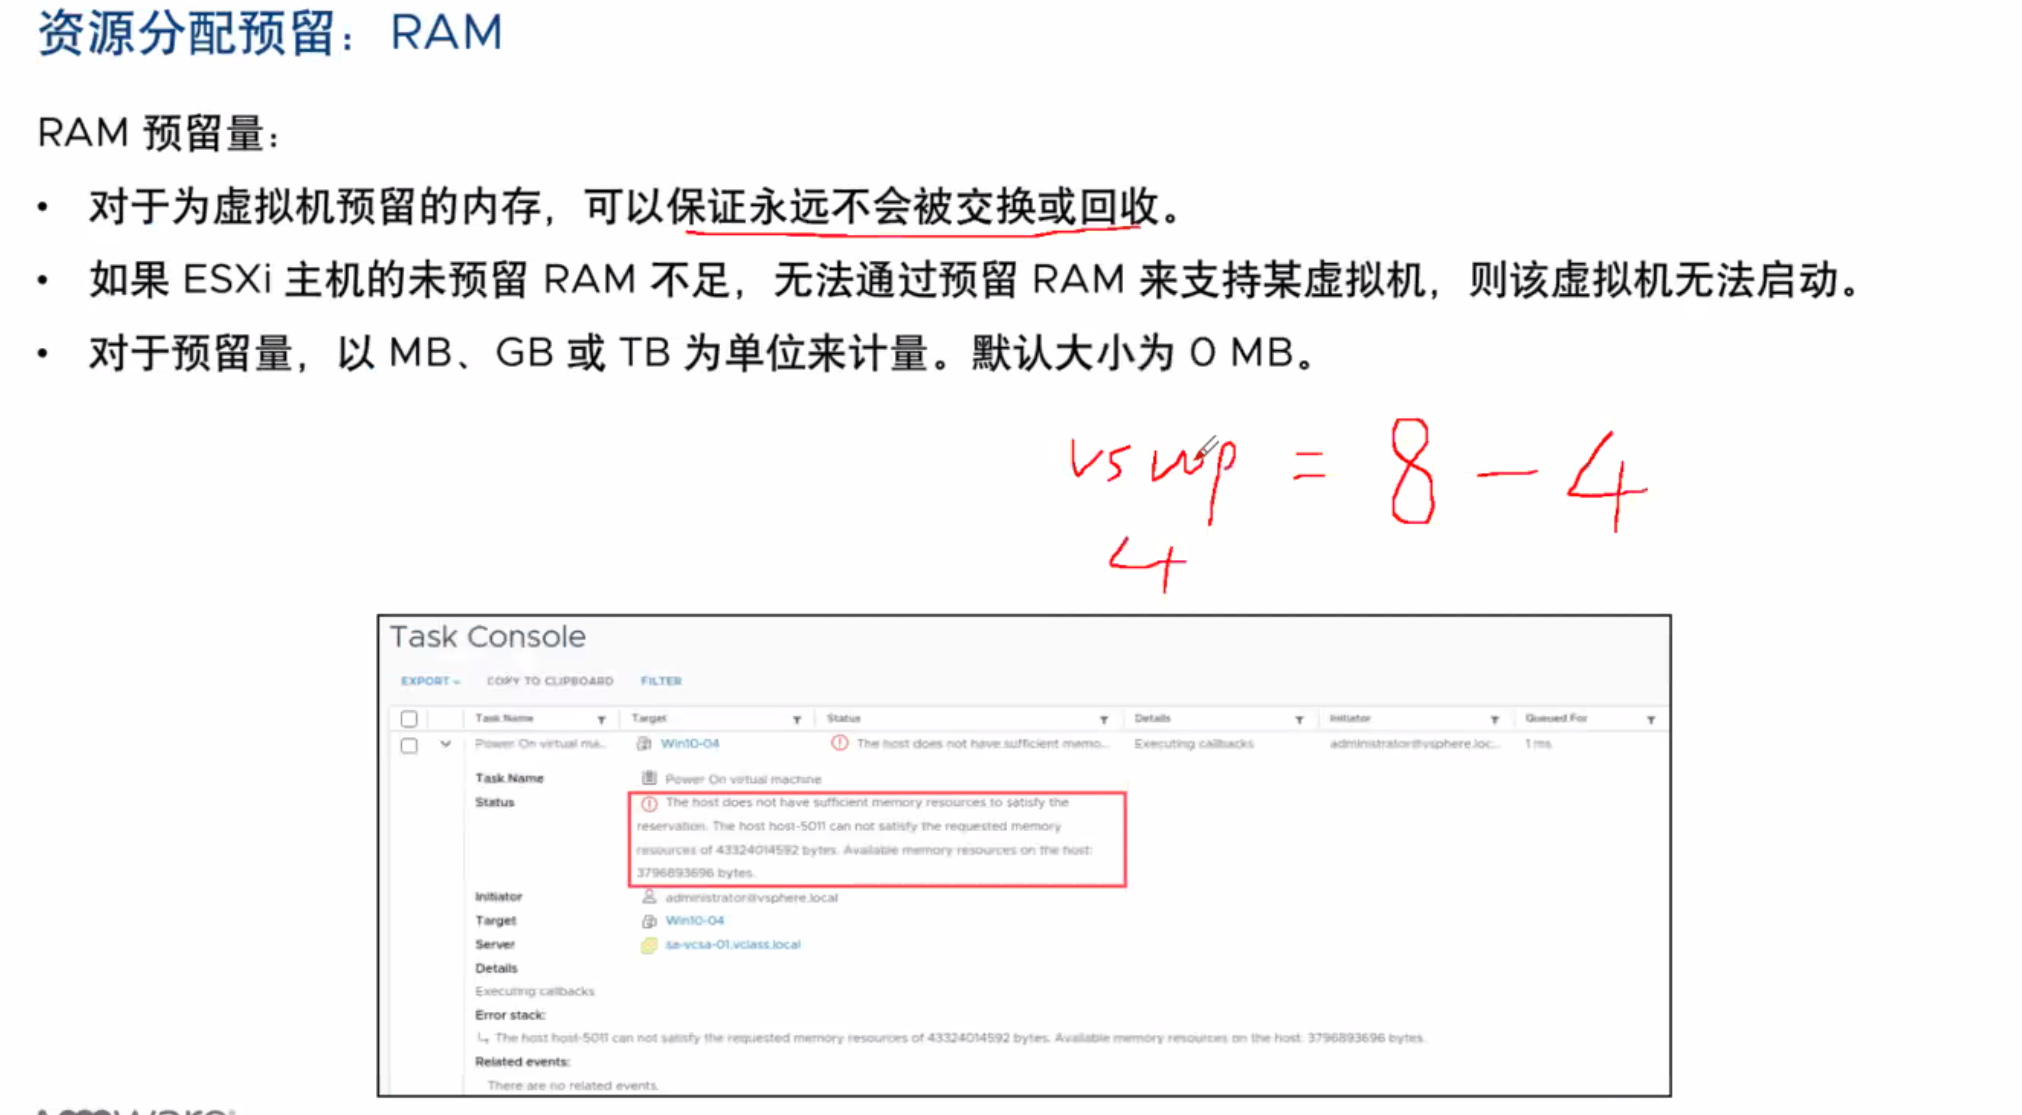 资源分配预留：RAM
RAM 预留量：
• 对于为虚拟机预留的内存，可以保证永远不会被交换或回收。
• 如果 ESXi 主机的未预留 RAM 不足，无法通过预留 RAM 来支持某虚拟机，则该虚拟机无法启动。
• 对于预留量，以 MB、GB 或 TB 为单位来计量。默认大小为 0 MB。
vswp = 8 - 4
4
Task Console
EXPORT COPY TO CLIPBOARD FILTER
Task Name Target Status Details Initiator Queued For
Power On virtual ma... Win10-04 The host does not have sufficient memo... Executing callbacks administrator@vsphere.loc... 1 ms
Task Name Power On virtual machine
Status The host does not have sufficient memory resources to satisfy the
reservation. The host host-5011 can not satisfy the requested memory
resources of 43324014592 bytes. Available memory resources on the host:
3796893696 bytes.
Initiator administrator@vsphere.local
Target Win10-04
Server sa-vcsa-01.vclass.local
Details
Executing callbacks
Error stack:
The host host-5011 can not satisfy the requested memory resources of 43324014592 bytes. Available memory resources on the host: 3796893696 bytes.
Related events:
There are no related events.